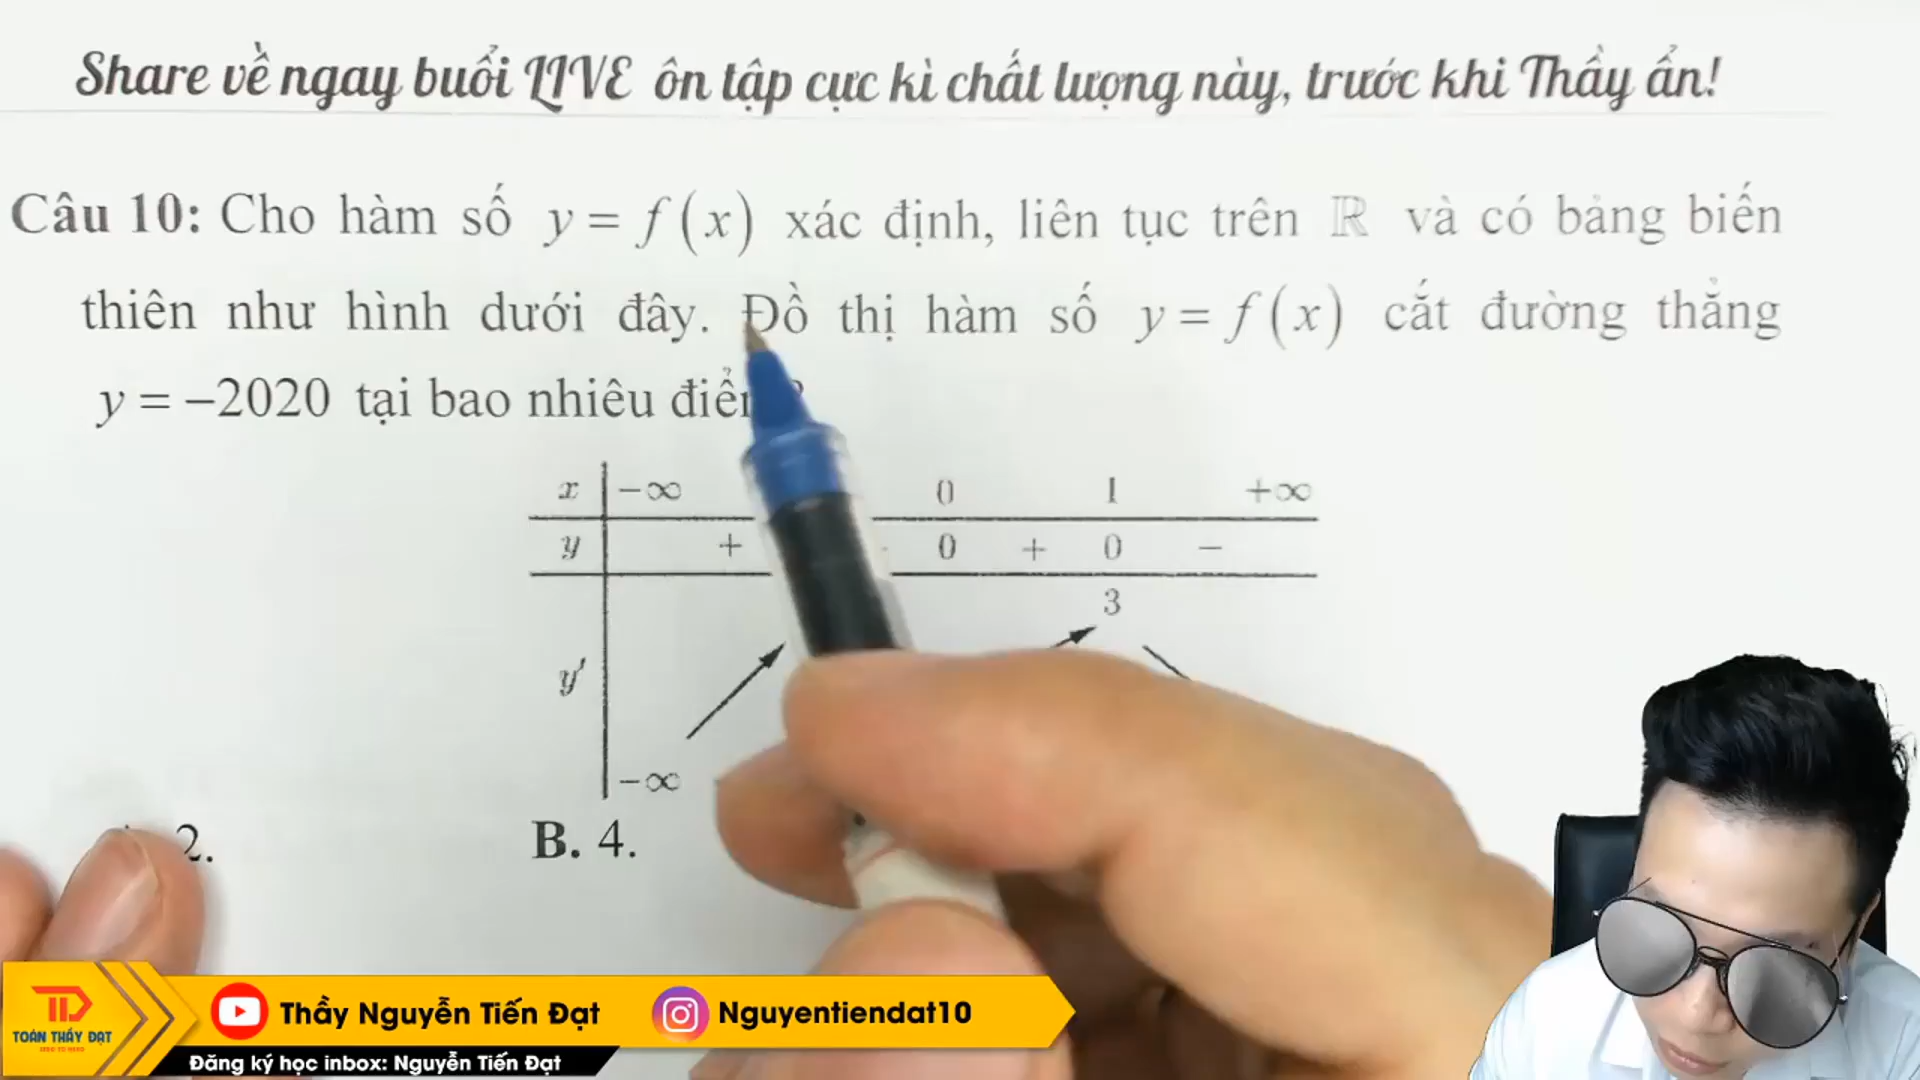 Share về ngay buổi LIVE ôn tập cực kì chất lượng này, trước khi Thầy ẩn!
Câu 10: Cho hàm số y = f(x) xác định, liên tục trên ℝ và có bảng biến
thiên như hình dưới đây. Đồ thị hàm số y = f(x) cắt đường thẳng
y = −2020 tại bao nhiêu
x −∞ 0 1 +∞
y + 0 + 0 −
3
y′
−∞
2. B. 4.
TOÁN THẦY ĐẠT
Thầy Nguyễn Tiến Đạt Nguyentiendat10
Đăng ký học inbox: Nguyễn Tiến Đạt